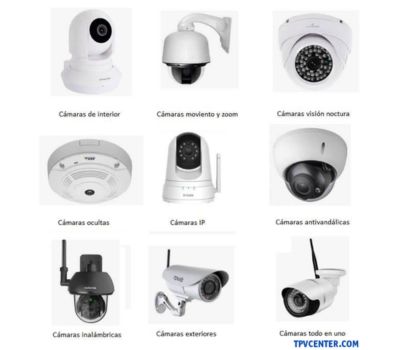 Cámaras de interior
Cámaras moviento y zoom
Cámaras visión noctura
Cámaras ocultas
Cámaras IP
Cámaras antivandálicas
Cámaras inalámbricas
Cámaras exteriores
Cámaras todo en uno
TPVCENTER.COM